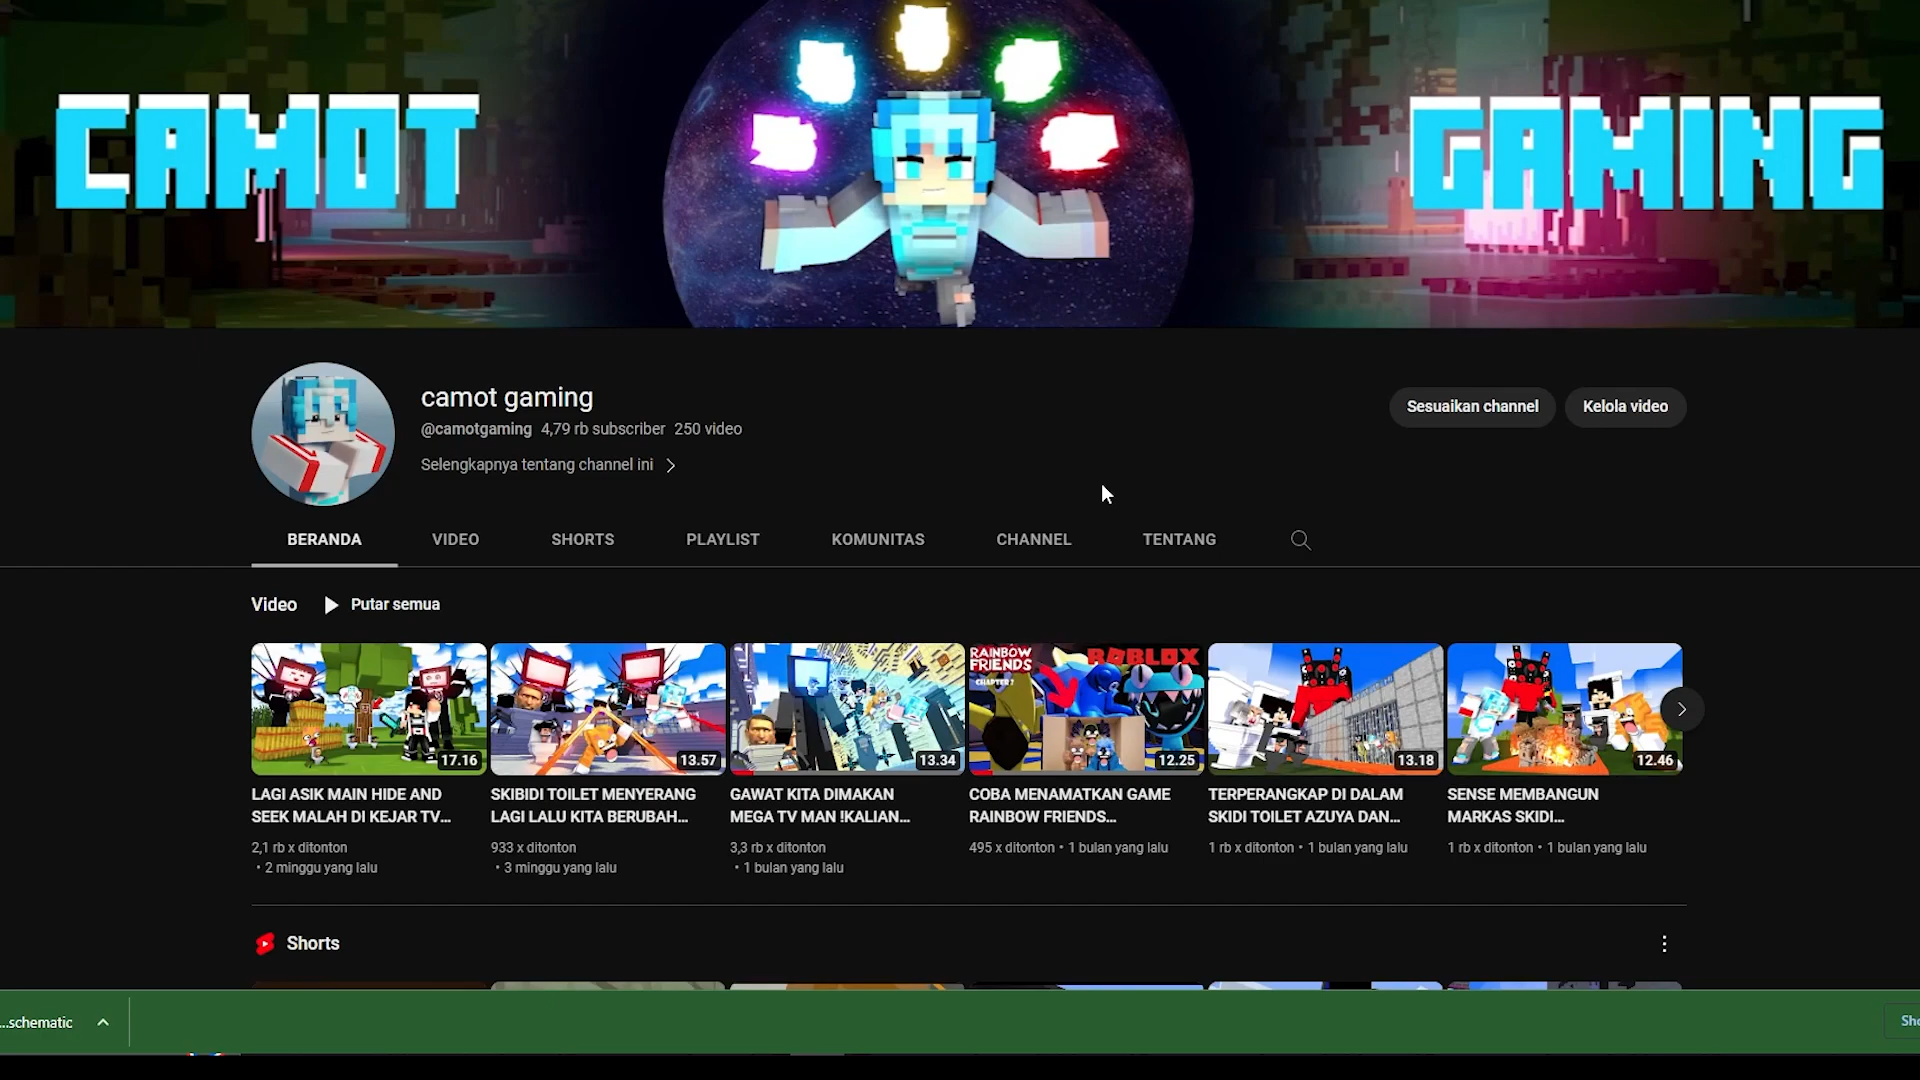 CAMOT GAMING
camot gaming
@camotgaming 4,79 rb subscriber 250 video
Selengkapnya tentang channel ini
Sesuaikan channel
Kelola video
BERANDA VIDEO SHORTS PLAYLIST KOMUNITAS CHANNEL TENTANG
Video
Putar semua
17.16
13.57
13.34
RAINBOW
FRIENDS
CHAPTER 2
ROBLOX
12.25
13.18
12.46
LAGI ASIK MAIN HIDE AND
SEEK MALAH DI KEJAR TV...
2,1 rb x ditonton
• 2 minggu yang lalu
SKIBIDI TOILET MENYERANG
LAGI LALU KITA BERUBAH...
933 x ditonton
• 3 minggu yang lalu
GAWAT KITA DIMAKAN
MEGA TV MAN !KALIAN...
3,3 rb x ditonton
• 1 bulan yang lalu
COBA MENAMATKAN GAME
RAINBOW FRIENDS...
495 x ditonton • 1 bulan yang lalu
TERPERANGKAP DI DALAM
SKIDI TOILET AZUYA DAN...
1 rb x ditonton • 1 bulan yang lalu
SENSE MEMBANGUN
MARKAS SKIDI...
1 rb x ditonton • 1 bulan yang lalu
Shorts
...schematic
Sho